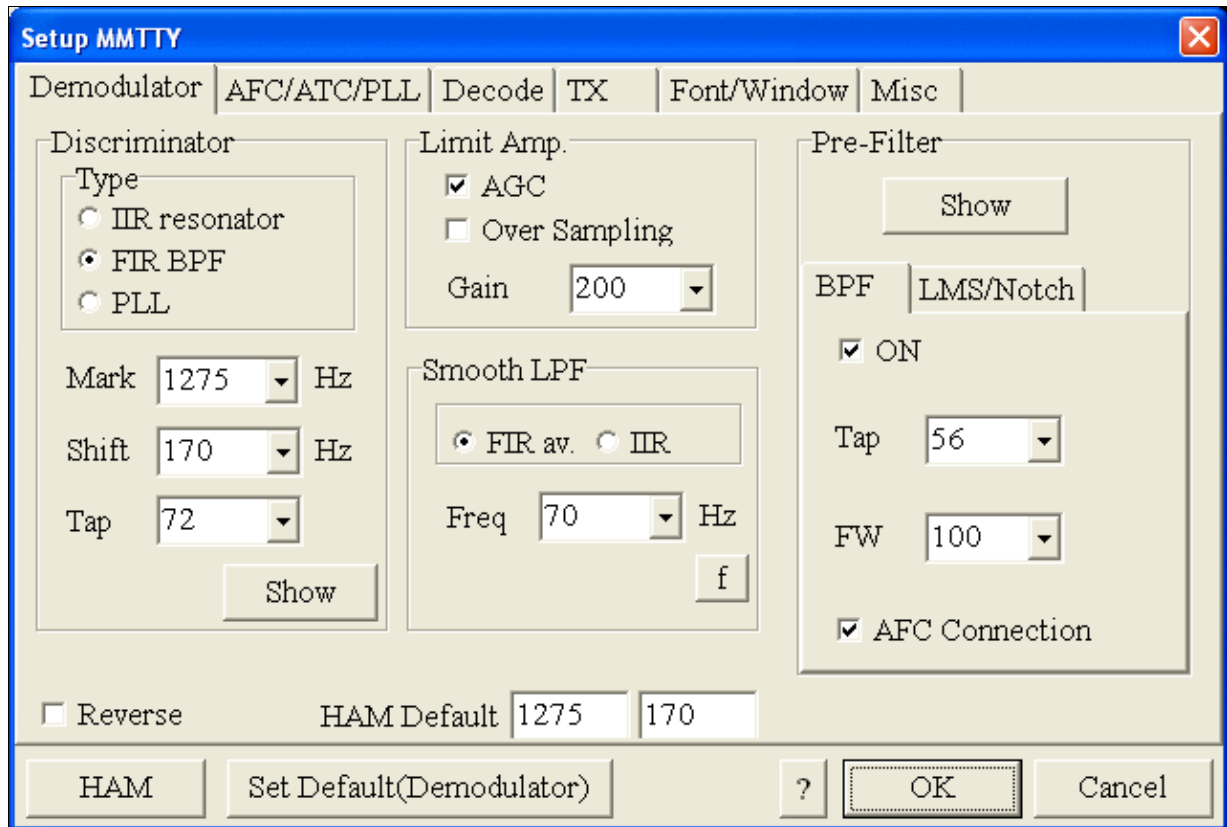 Setup MMTTY
Demodulator AFC/ATC/PLL Decode TX Font/Window Misc
Discriminator
Type
IIR resonator
FIR BPF
PLL
Mark 1275 Hz
Shift 170 Hz
Tap 72
Show
Limit Amp.
AGC
Over Sampling
Gain 200
Smooth LPF
FIR av. IIR
Freq 70 Hz
f
Pre-Filter
Show
BPF LMS/Notch
ON
Tap 56
FW 100
AFC Connection
Reverse HAM Default 1275 170
HAM Set Default(Demodulator) ? OK Cancel